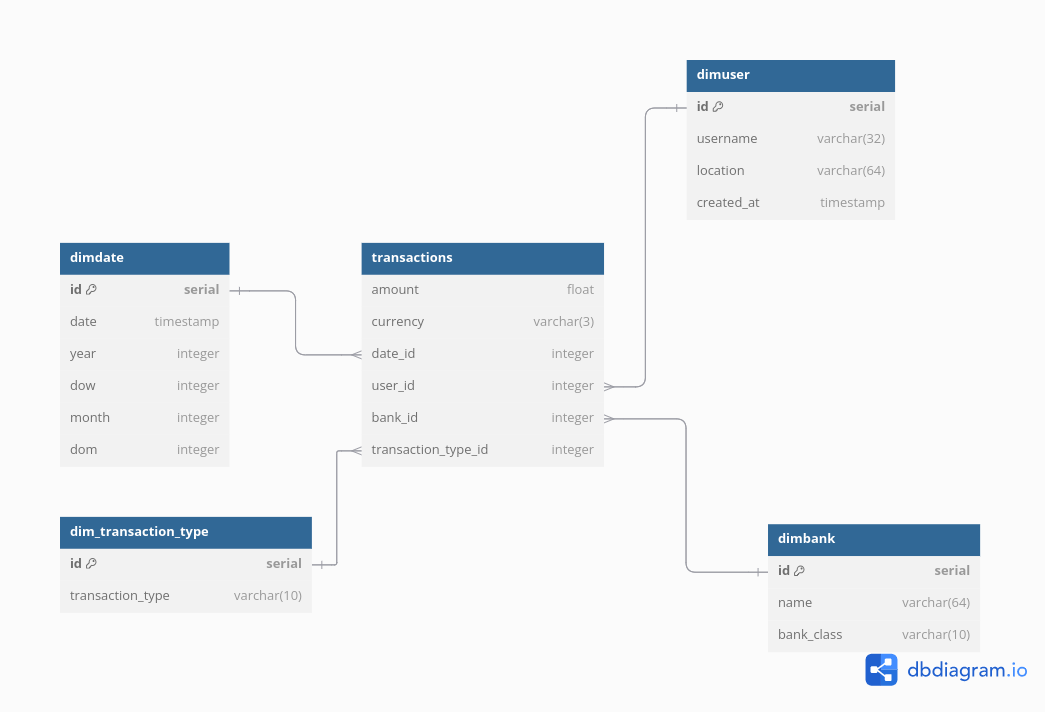 dimuser
id serial
username varchar(32)
location varchar(64)
created_at timestamp
dimdate
id serial
date timestamp
year integer
dow integer
month integer
dom integer
transactions
amount float
currency varchar(3)
date_id integer
user_id integer
bank_id integer
transaction_type_id integer
dim_transaction_type
id serial
transaction_type varchar(10)
dimbank
id serial
name varchar(64)
bank_class varchar(10)
dbdiagram.io